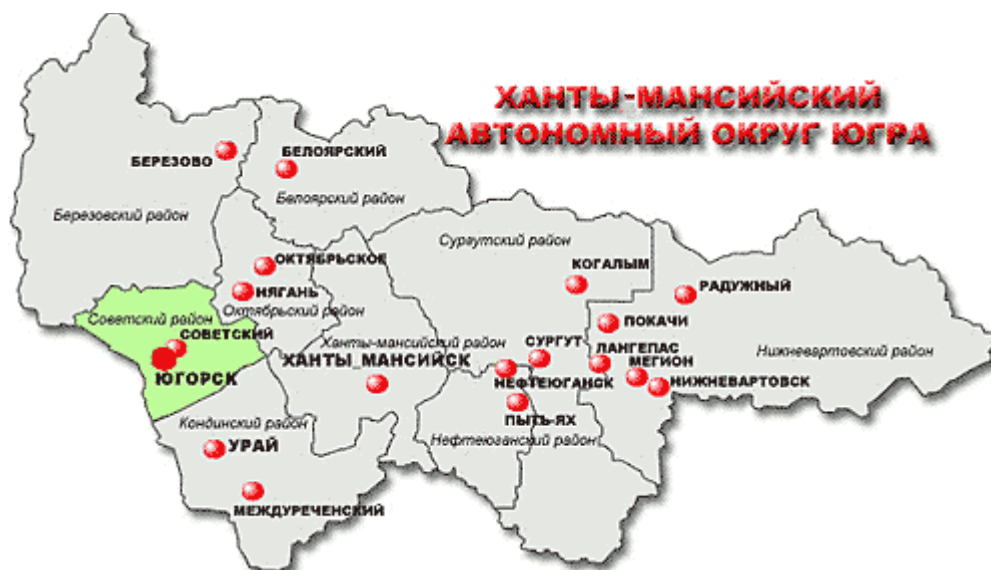 ХАНТЫ-МАНСИЙСКИЙ
АВТОНОМНЫЙ ОКРУГ ЮГРА
БЕРЕЗОВО
БЕЛОЯРСКИЙ
Белоярский район
Березовский район
Сургутский район
ОКТЯБРЬСКОЕ
КОГАЛЫМ
РАДУЖНЫЙ
НЯГАНЬ
Октябрьский район
Советский район
ПОКАЧИ
СОВЕТСКИЙ
Ханты-мансийский район
СУРГУТ
ЛАНГЕПАС
Нижневартовский район
ХАНТЫ_МАНСИЙСК
МЕГИОН
ЮГОРСК
НЕФТЕЮГАНСК
НИЖНЕВАРТОВСК
ПЫТЬ-ЯХ
Кондинский район
Нефтеюганский район
УРАЙ
МЕЖДУРЕЧЕНСКИЙ